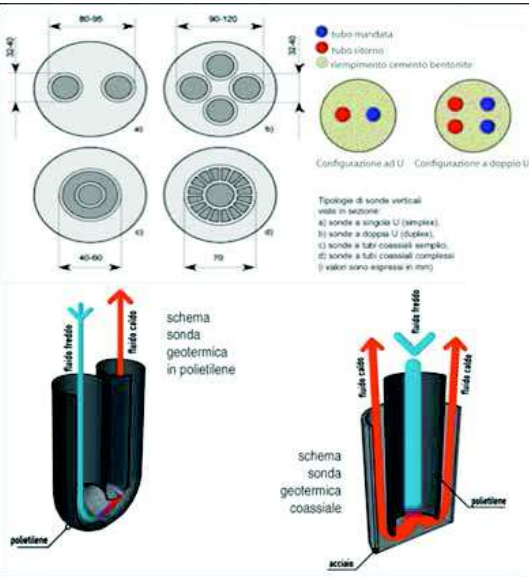 80-95
90-120
32-40
32-40
a)
b)
c)
d)
40-60
70
tubo mandata
tubo ritorno
riempimento cemento bentonite
Configurazione ad U
Configurazione a doppio U
Tipologie di sonde verticali
viste in sezione:
a) sonde a singola U (simplex),
b) sonde a doppia U (duplex),
c) sonde a tubi coassiali semplici,
d) sonde a tubi coassiali complessi
(i valori sono espressi in mm)
fluido freddo
fluido caldo
schema
sonda
geotermica
in polietilene
polietilene
fluido caldo
fluido freddo
fluido caldo
schema
sonda
geotermica
coassiale
polietilene
acciaio